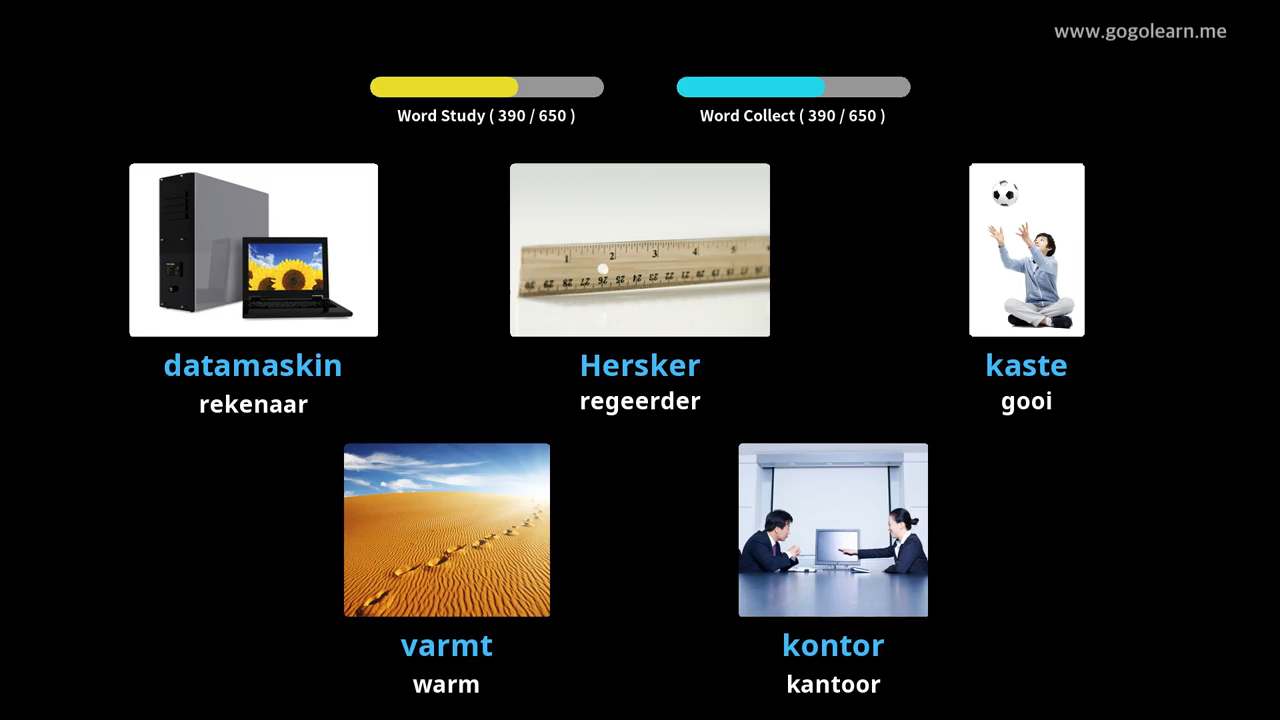 www.gogolearn.me
Word Study ( 390 / 650 )
Word Collect ( 390 / 650 )
datamaskin
rekenaar
Hersker
regeerder
kaste
gooi
varmt
warm
kontor
kantoor